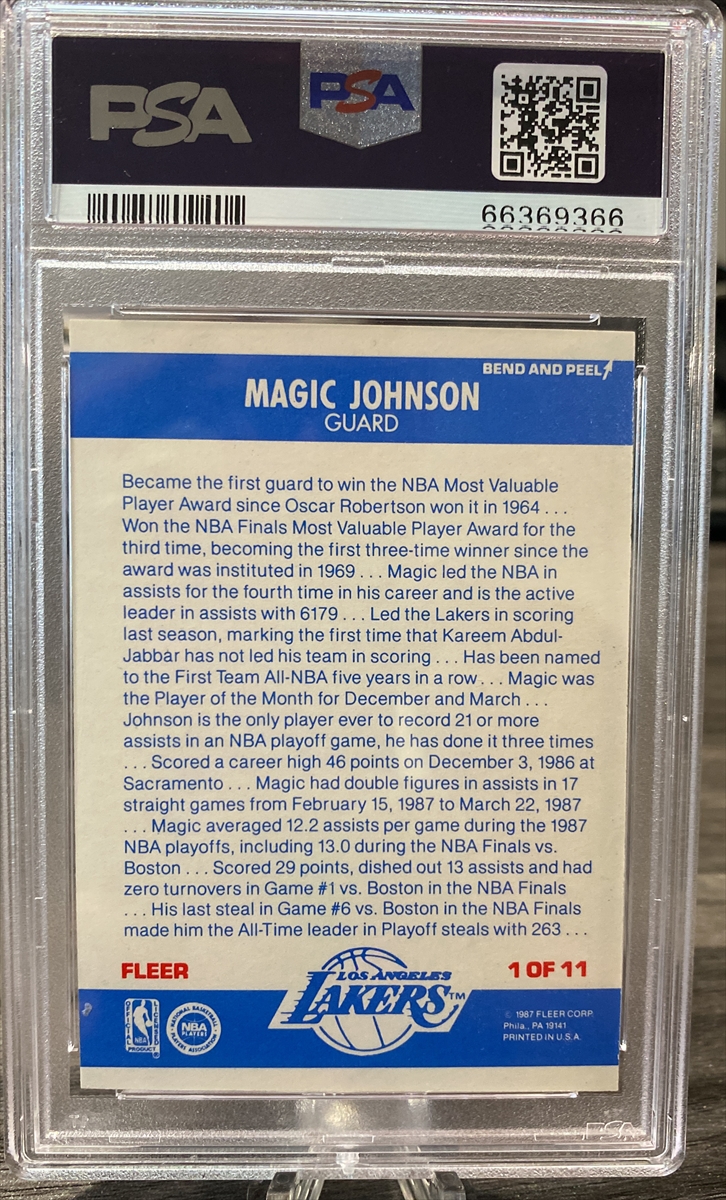 PSA
PSA
66369366
BEND AND PEEL
MAGIC JOHNSON
GUARD
Became the first guard to win the NBA Most Valuable
Player Award since Oscar Robertson won it in 1964 . . .
Won the NBA Finals Most Valuable Player Award for the
third time, becoming the first three-time winner since the
award was instituted in 1969 . . . Magic led the NBA in
assists for the fourth time in his career and is the active
leader in assists with 6179 . . . Led the Lakers in scoring
last season, marking the first time that Kareem Abdul-
Jabbar has not led his team in scoring . . . Has been named
to the First Team All-NBA five years in a row . . . Magic was
the Player of the Month for December and March . . .
Johnson is the only player ever to record 21 or more
assists in an NBA playoff game, he has done it three times
. . . Scored a career high 46 points on December 3, 1986 at
Sacramento . . . Magic had double figures in assists in 17
straight games from February 15, 1987 to March 22, 1987
. . . Magic averaged 12.2 assists per game during the 1987
NBA playoffs, including 13.0 during the NBA Finals vs.
Boston . . . Scored 29 points, dished out 13 assists and had
zero turnovers in Game #1 vs. Boston in the NBA Finals
. . . His last steal in Game #6 vs. Boston in the NBA Finals
made him the All-Time leader in Playoff steals with 263 . . .
FLEER
1 OF 11
LOS ANGELES
LAKERS™
OFFICIAL
LICENSED
NBA
PRODUCT
®
NATIONAL BASKETBALL
NBA
PLAYERS
PLAYERS ASSOCIATION
© 1987 FLEER CORP.
Phila., PA 19141
PRINTED IN U.S.A.
PSA